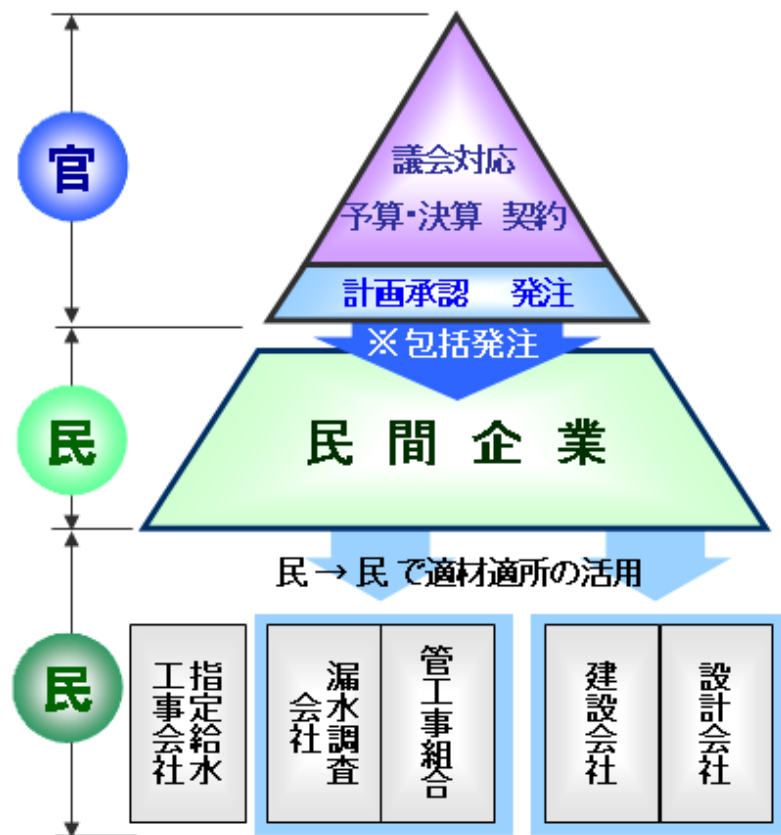 官
議会対応
予算・決算 契約
計画承認 発注
※包括発注
民
民間企業
民→民で適材適所の活用
民
指定給水
工事会社
漏水調査
会社
管工事組合
建設会社
設計会社